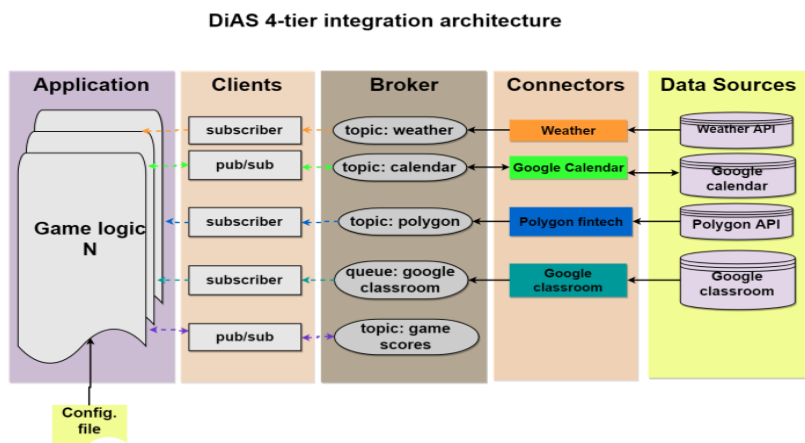 DiAS 4-tier integration architecture
Application
Clients
Broker
Connectors
Data Sources
subscriber
topic: weather
Weather
Weather API
pub/sub
topic: calendar
Google Calendar
Google
calendar
Game logic
N
subscriber
topic: polygon
Polygon fintech
Polygon API
subscriber
queue: google
classroom
Google
classroom
Google
classroom
pub/sub
topic: game
scores
Config.
file